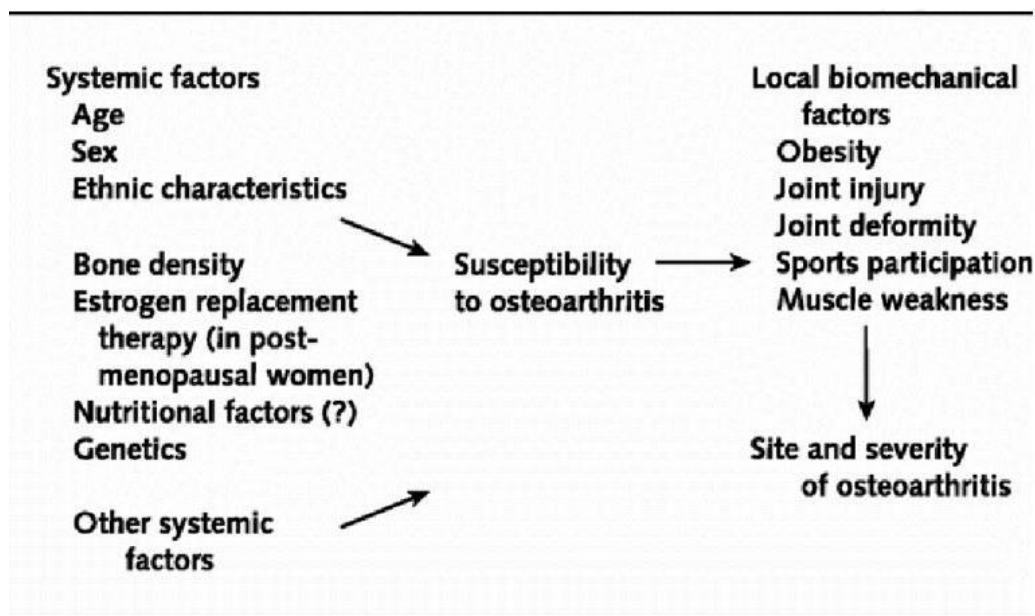 Systemic factors
Age
Sex
Ethnic characteristics
Bone density
Estrogen replacement
therapy (in post-
menopausal women)
Nutritional factors (?)
Genetics
Other systemic
factors
Susceptibility
to osteoarthritis
Local biomechanical
factors
Obesity
Joint injury
Joint deformity
Sports participation
Muscle weakness
Site and severity
of osteoarthritis